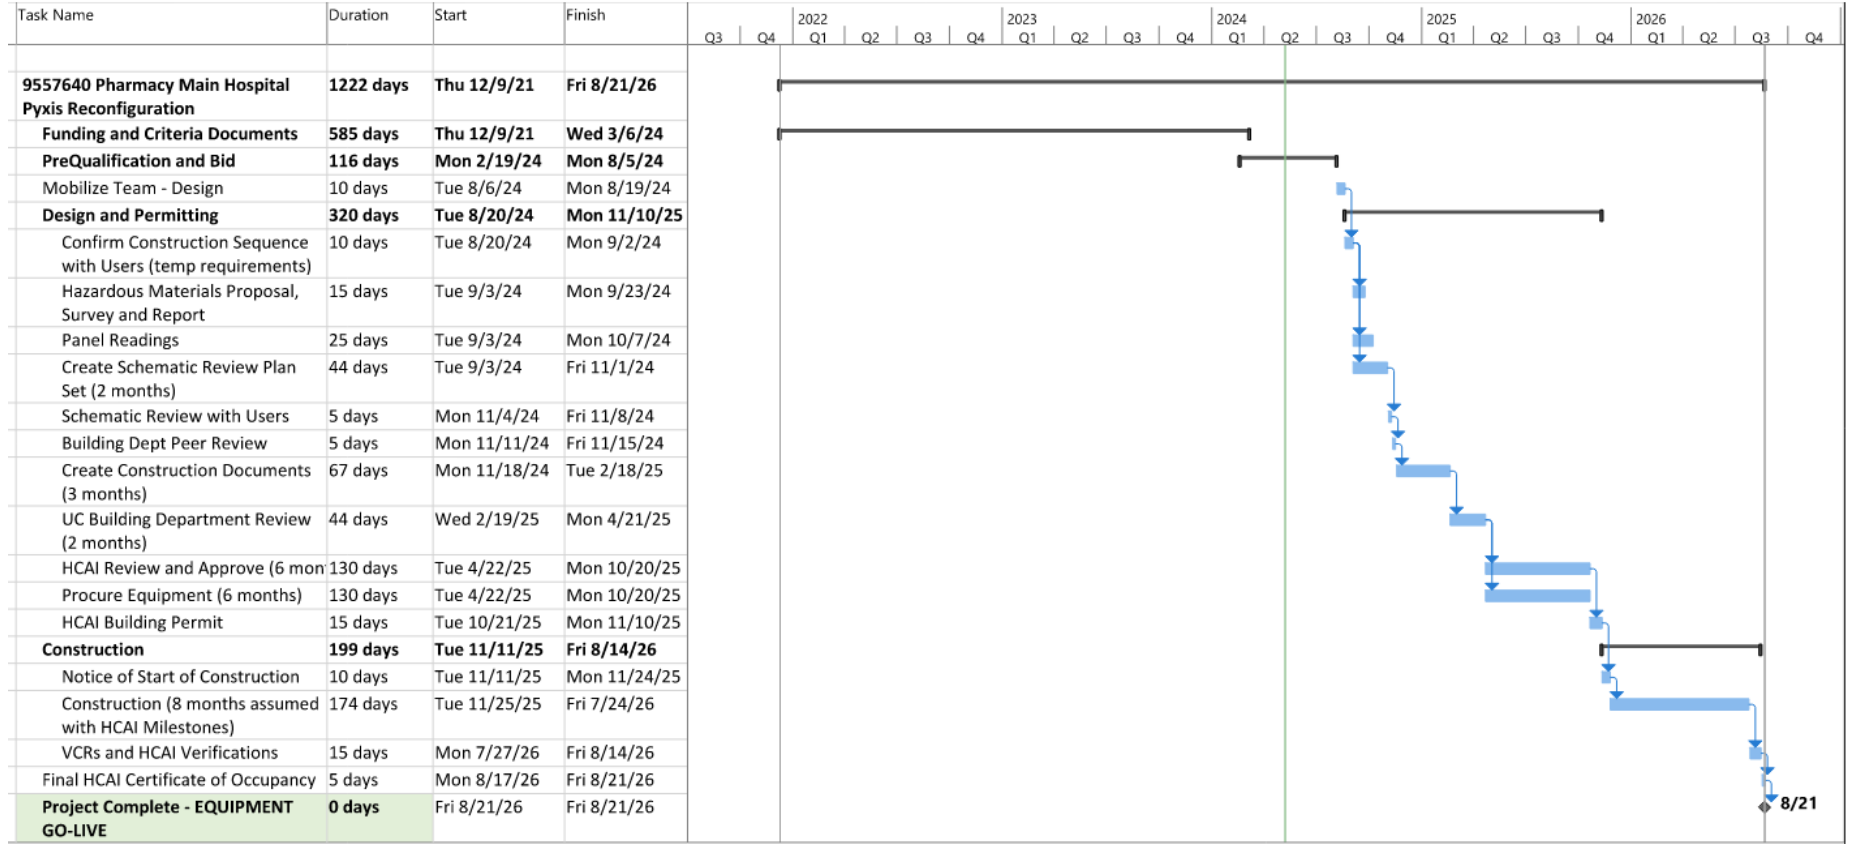 Task Name Duration Start Finish 2022 2023 2024 2025 2026
Q3 Q4 Q1 Q2 Q3 Q4 Q1 Q2 Q3 Q4 Q1 Q2 Q3 Q4 Q1 Q2 Q3 Q4 Q1 Q2 Q3 Q4
9557640 Pharmacy Main Hospital 1222 days Thu 12/9/21 Fri 8/21/26
Pyxis Reconfiguration
Funding and Criteria Documents 585 days Thu 12/9/21 Wed 3/6/24
PreQualification and Bid 116 days Mon 2/19/24 Mon 8/5/24
Mobilize Team - Design 10 days Tue 8/6/24 Mon 8/19/24
Design and Permitting 320 days Tue 8/20/24 Mon 11/10/25
Confirm Construction Sequence 10 days Tue 8/20/24 Mon 9/2/24
with Users (temp requirements)
Hazardous Materials Proposal, 15 days Tue 9/3/24 Mon 9/23/24
Survey and Report
Panel Readings 25 days Tue 9/3/24 Mon 10/7/24
Create Schematic Review Plan 44 days Tue 9/3/24 Fri 11/1/24
Set (2 months)
Schematic Review with Users 5 days Mon 11/4/24 Fri 11/8/24
Building Dept Peer Review 5 days Mon 11/11/24 Fri 11/15/24
Create Construction Documents 67 days Mon 11/18/24 Tue 2/18/25
(3 months)
UC Building Department Review 44 days Wed 2/19/25 Mon 4/21/25
(2 months)
HCAI Review and Approve (6 mon 130 days Tue 4/22/25 Mon 10/20/25
Procure Equipment (6 months) 130 days Tue 4/22/25 Mon 10/20/25
HCAI Building Permit 15 days Tue 10/21/25 Mon 11/10/25
Construction 199 days Tue 11/11/25 Fri 8/14/26
Notice of Start of Construction 10 days Tue 11/11/25 Mon 11/24/25
Construction (8 months assumed 174 days Tue 11/25/25 Fri 7/24/26
with HCAI Milestones)
VCRs and HCAI Verifications 15 days Mon 7/27/26 Fri 8/14/26
Final HCAI Certificate of Occupancy 5 days Mon 8/17/26 Fri 8/21/26
Project Complete - EQUIPMENT 0 days Fri 8/21/26 Fri 8/21/26 8/21
GO-LIVE